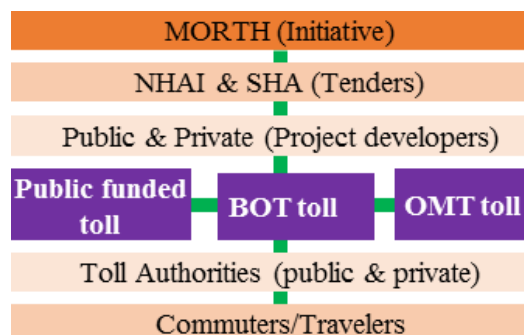 MORTH (Initiative)
NHAI & SHA (Tenders)
Public & Private (Project developers)
Public funded
toll
BOT toll
OMT toll
Toll Authorities (public & private)
Commuters/Travelers